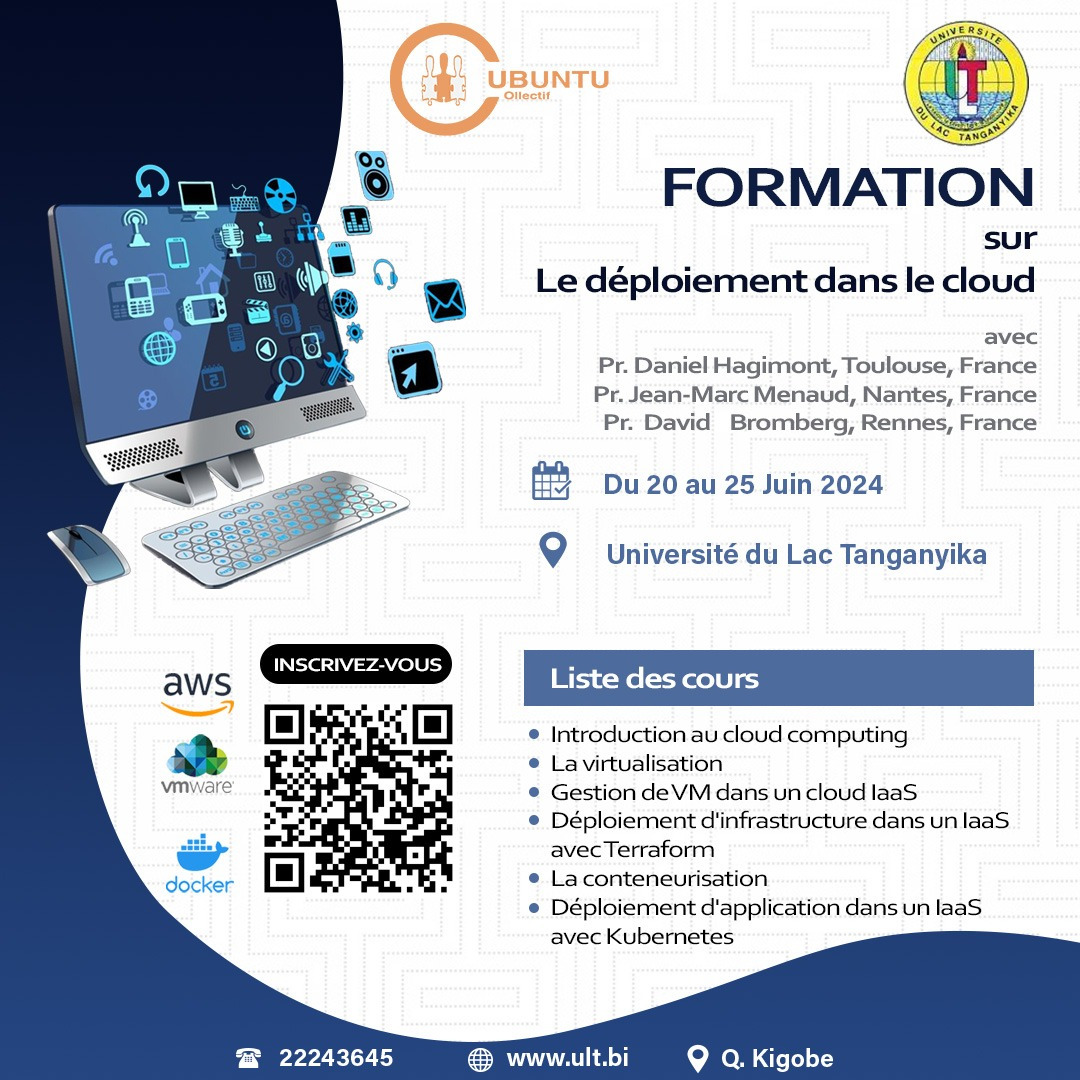 UBUNTU
Ollectif
UNIVERSITE
DU LAC TANGANYIKA
ULT
FORMATION
sur
Le déploiement dans le cloud
avec
Pr. Daniel Hagimont, Toulouse, France
Pr. Jean-Marc Menaud, Nantes, France
Pr. David Bromberg, Rennes, France
Du 20 au 25 Juin 2024
Université du Lac Tanganyika
INSCRIVEZ-VOUS
aws
vmware
docker
Liste des cours
Introduction au cloud computing
La virtualisation
Gestion de VM dans un cloud IaaS
Déploiement d'infrastructure dans un IaaS
avec Terraform
La conteneurisation
Déploiement d'application dans un IaaS
avec Kubernetes
22243645
www.ult.bi
Q. Kigobe